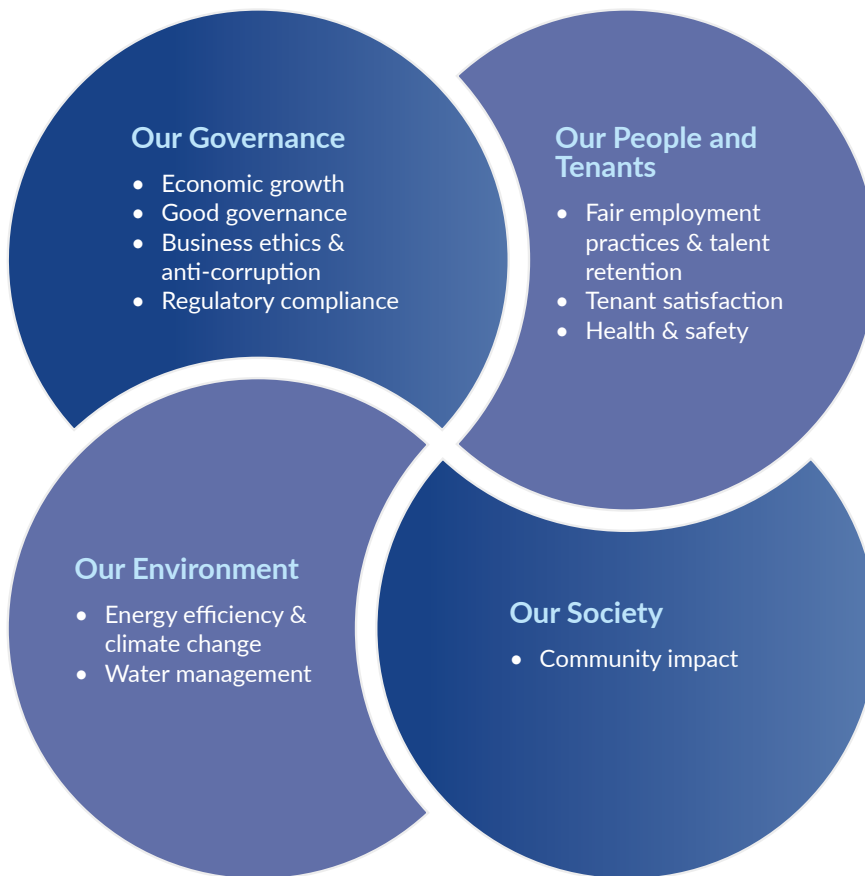 Our Governance
• Economic growth
• Good governance
• Business ethics &
anti-corruption
• Regulatory compliance
Our People and
Tenants
• Fair employment
practices & talent
retention
• Tenant satisfaction
• Health & safety
Our Environment
• Energy efficiency &
climate change
• Water management
Our Society
• Community impact